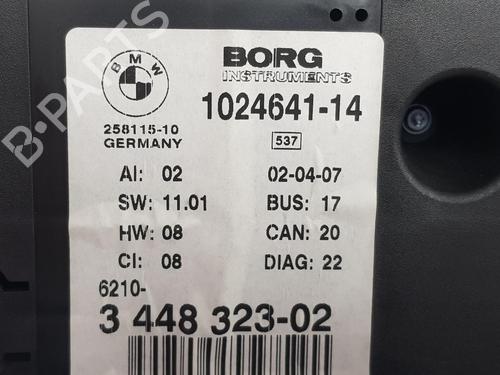 BMW
BORG
INSTRUMENTS
1024641-14
258115-10
GERMANY
537
AI: 02
02-04-07
SW: 11.01
BUS: 17
HW: 08
CAN: 20
CI: 08
DIAG: 22
6210-
3 448 323-02
B-PARTS